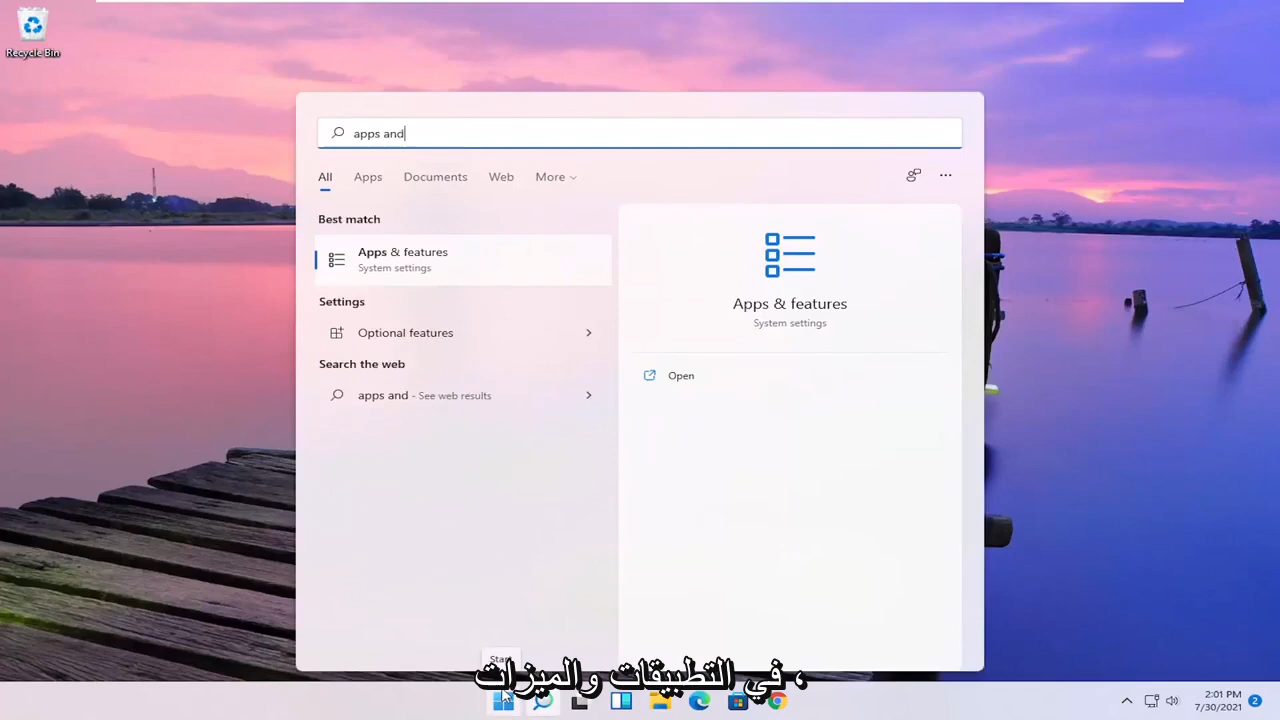 Recycle Bin
apps and
All
Apps
Documents
Web
More
Best match
Apps & features
System settings
Settings
Optional features
Search the web
apps and - See web results
Apps & features
System settings
Open
Start
، في التطبيقات والميزات
2:01 PM
7/30/2021
2